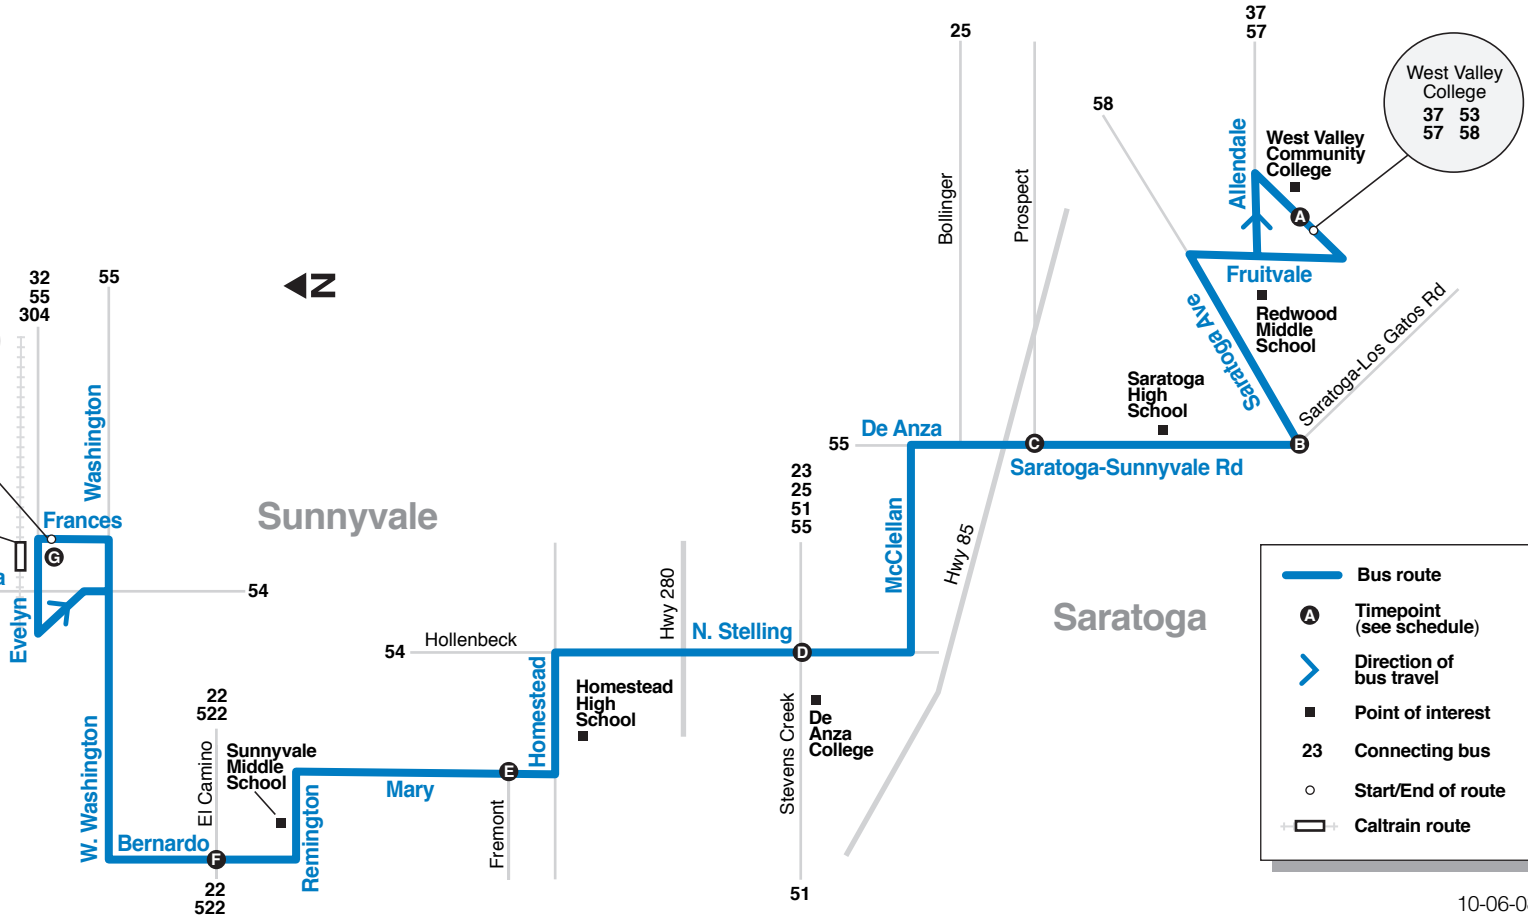 37
57
25
West Valley
College
37 53
57 58
58
Allendale
West Valley
Community
College
A
Bollinger
Prospect
Fruitvale
Redwood
Middle
School
Saratoga Ave
Saratoga-Los Gatos Rd
N
32
55
304
55
Washington
Saratoga
High
School
55
De Anza
C
B
Saratoga-Sunnyvale Rd
23
25
51
55
Sunnyvale
Frances
G
McClellan
Hwy 85
54
Evelyn
Hwy 280
N. Stelling
Saratoga
Hollenbeck
54
D
Homestead
Homestead
High
School
De
Anza
College
Stevens Creek
22
522
El Camino
Sunnyvale
Middle
School
E
Mary
Fremont
W. Washington
Bernardo
F
Remington
22
522
51
Bus route
A
Timepoint
(see schedule)
Direction of
bus travel
Point of interest
23
Connecting bus
Start/End of route
Caltrain route